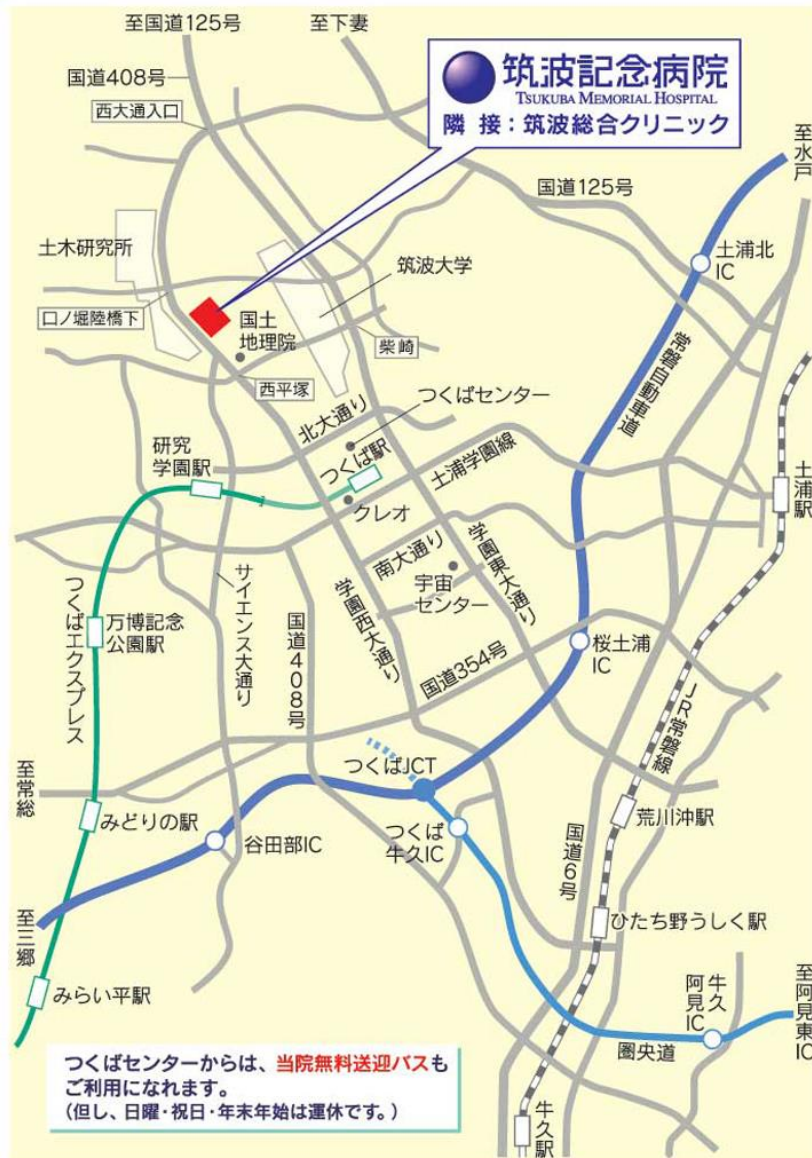 至国道125号
至下妻
国道408号
西大通入口
筑波記念病院
TSUKUBA MEMORIAL HOSPITAL
隣 接：筑波総合クリニック
至水戸
国道125号
土浦北
IC
土木研究所
筑波大学
口ノ堀陸橋下
国土
地理院
柴崎
西平塚
常磐自動車道
北大通り
つくばセンター
つくば駅
土浦学園線
研究
学園駅
クレオ
土浦駅
南大通り
宇宙
センター
学園東大通り
学園西大通り
サイエンス大通り
国道408号
つくばエクスプレス
万博記念
公園駅
国道354号
桜土浦
IC
JR常磐線
至常総
つくばJCT
みどりの駅
谷田部IC
つくば
牛久IC
国道6号
荒川沖駅
至三郷
ひたち野うしく駅
みらい平駅
牛久
阿見IC
至阿見東IC
圏央道
牛久駅
つくばセンターからは、当院無料送迎バスも
ご利用になれます。
（但し、日曜・祝日・年末年始は運休です。）